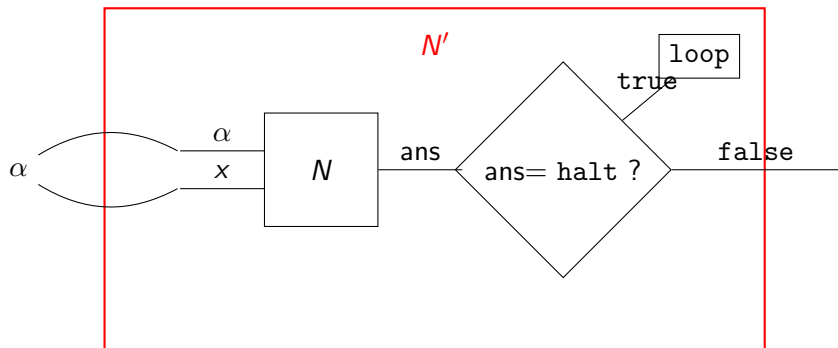 N′
loop
true
α
α
x
N
ans
ans= halt ?
false